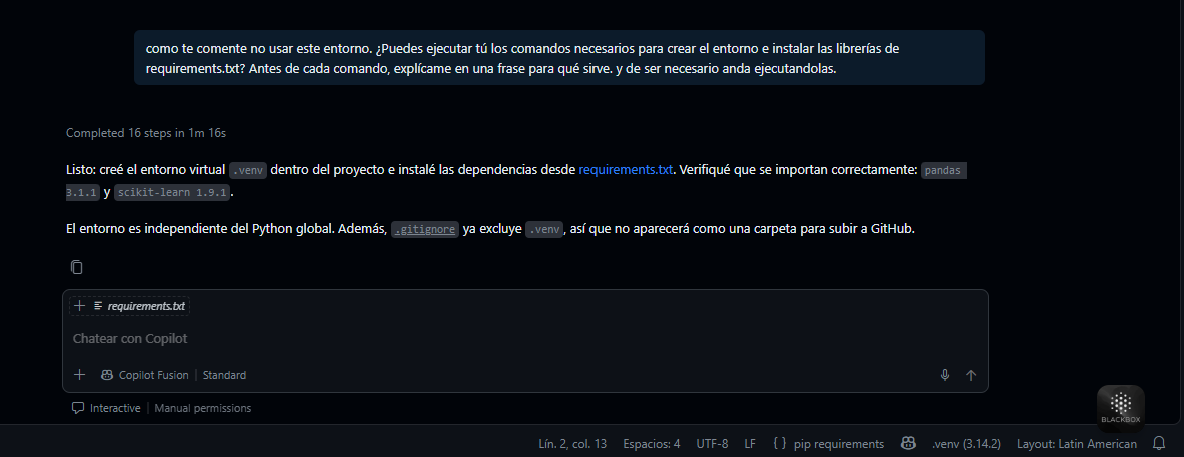 como te comente no usar este entorno. ¿Puedes ejecutar tú los comandos necesarios para crear el entorno e instalar las librerías de
requirements.txt? Antes de cada comando, explícame en una frase para qué sirve. y de ser necesario anda ejecutandolas.
Completed 16 steps in 1m 16s
Listo: creé el entorno virtual .venv dentro del proyecto e instalé las dependencias desde requirements.txt. Verifiqué que se importan correctamente: pandas
3.1.1 y scikit-learn 1.9.1.
El entorno es independiente del Python global. Además, .gitignore ya excluye .venv, así que no aparecerá como una carpeta para subir a GitHub.
requirements.txt
Chatear con Copilot
Copilot Fusion | Standard
Interactive | Manual permissions
BLACKBOX
Lín. 2, col. 13 Espacios: 4 UTF-8 LF { } pip requirements .venv (3.14.2) Layout: Latin American